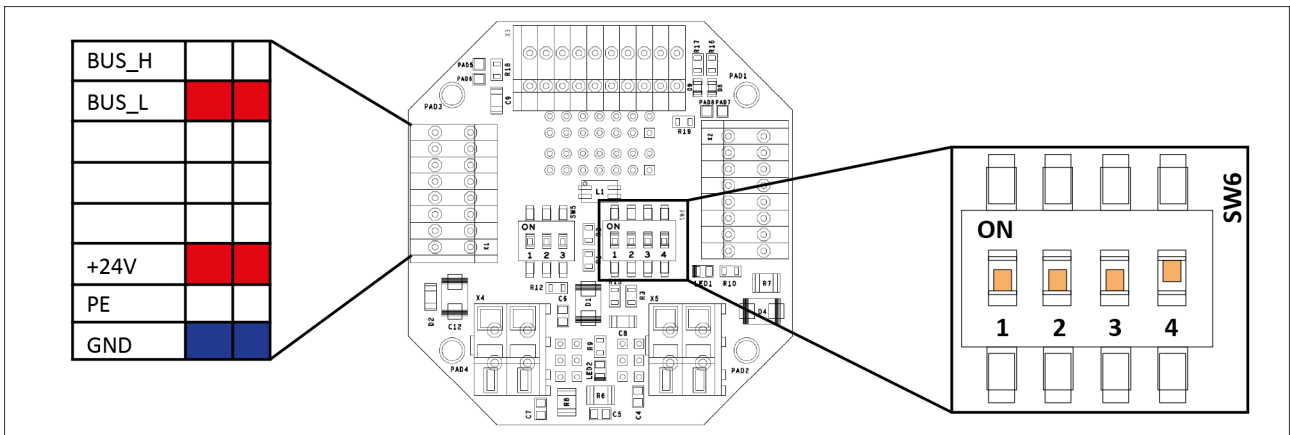 BUS_H
BUS_L
+24V
PE
GND
X3
PAD5
PAD6
R18
C9
PAD3
R17
R16
D9
D8
PAD1
PAD8
PAD7
R19
X2
X1
L1
SW5
ON
1 2 3
R12
ON
1 2 3 4
LED1
R10
R7
D2
C12
X4
C6
D1
R3
X5
D4
C8
R9
LED2
PAD4
PAD2
C7
R8
R6
C5
C4
SW6
ON
1 2 3 4